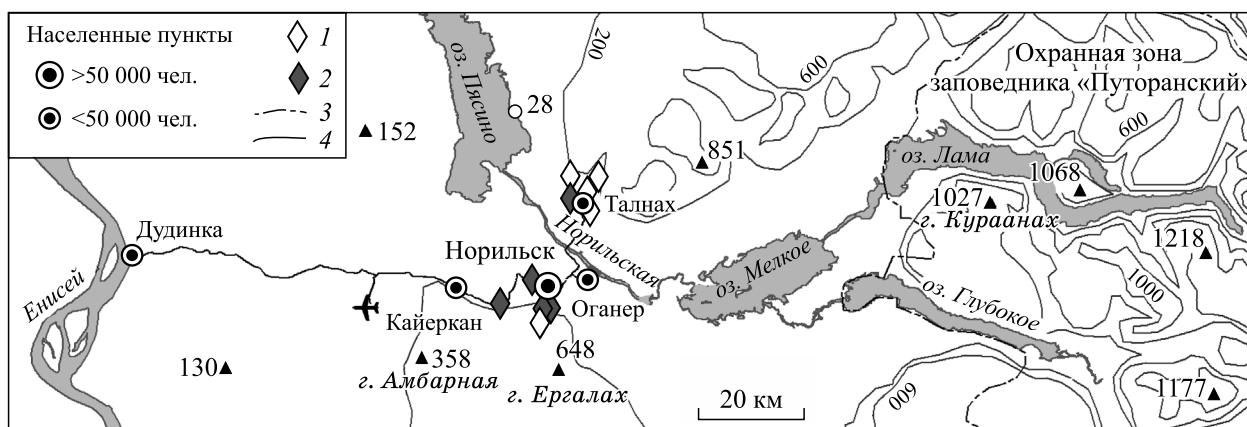 Населенные пункты
>50 000 чел.
<50 000 чел.
1
2
3
4
оз. Пясино
28
152
200
600
851
Охранная зона
заповедника «Путоранский»
600
оз. Лама
1068
1027
г. Кураанах
1218
Талнах
Норильская
Дудинка
Норильск
оз. Мелкое
1000
Енисей
Кайеркан
Оганер
оз. Глубокое
130
358
г. Амбарная
648
г. Ергалах
20 км
600
1177